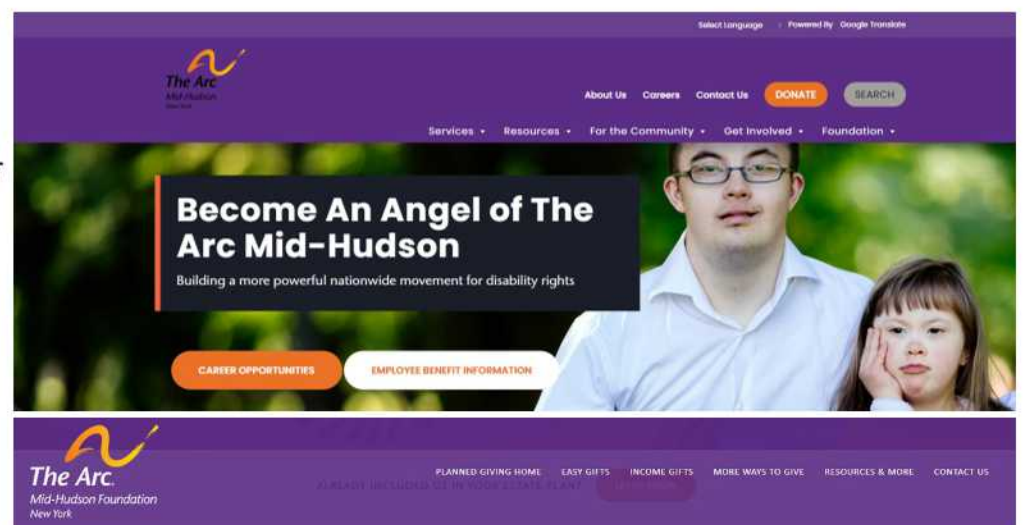 Select Language
Powered By Google Translate
The Arc
Mid-Hudson
New York
About Us Careers Contact Us DONATE SEARCH
Services Resources For the Community Get Involved Foundation
Become An Angel of The
Arc Mid-Hudson
Building a more powerful nationwide movement for disability rights
CAREER OPPORTUNITIES EMPLOYEE BENEFIT INFORMATION
The Arc.
Mid-Hudson Foundation
New York
PLANNED GIVING HOME EASY GIFTS INCOME GIFTS MORE WAYS TO GIVE RESOURCES & MORE CONTACT US
ALREADY INCLUDED US IN YOUR ESTATE PLAN?